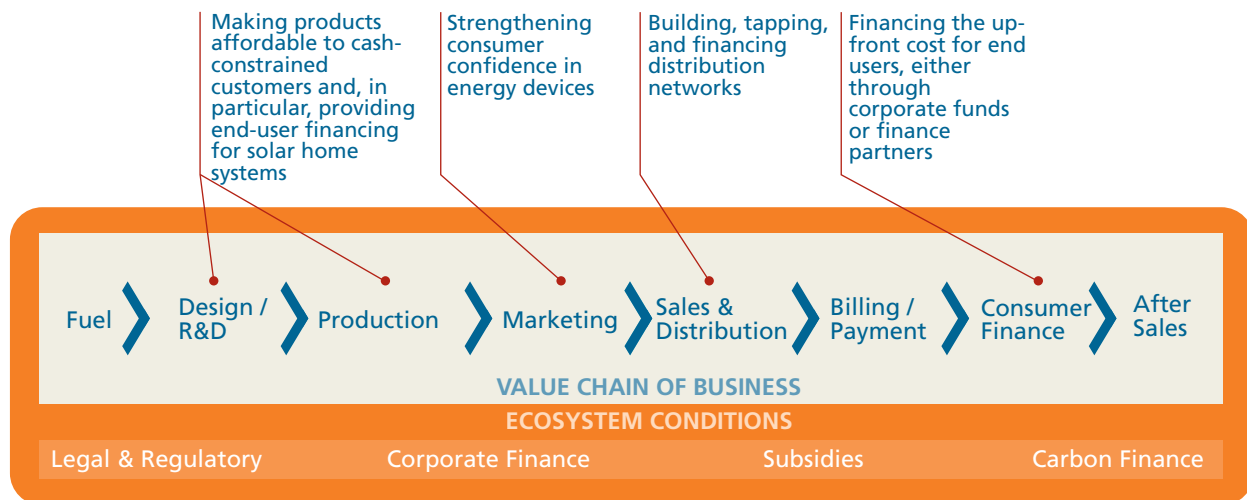 Making products
affordable to cash-
constrained
customers and, in
particular, providing
end-user financing
for solar home
systems
Strengthening
consumer
confidence in
energy devices
Building, tapping,
and financing
distribution
networks
Financing the up-
front cost for end
users, either
through
corporate funds
or finance
partners
Fuel
Design /
R&D
Production
Marketing
Sales &
Distribution
Billing /
Payment
Consumer
Finance
After
Sales
VALUE CHAIN OF BUSINESS
ECOSYSTEM CONDITIONS
Legal & Regulatory
Corporate Finance
Subsidies
Carbon Finance